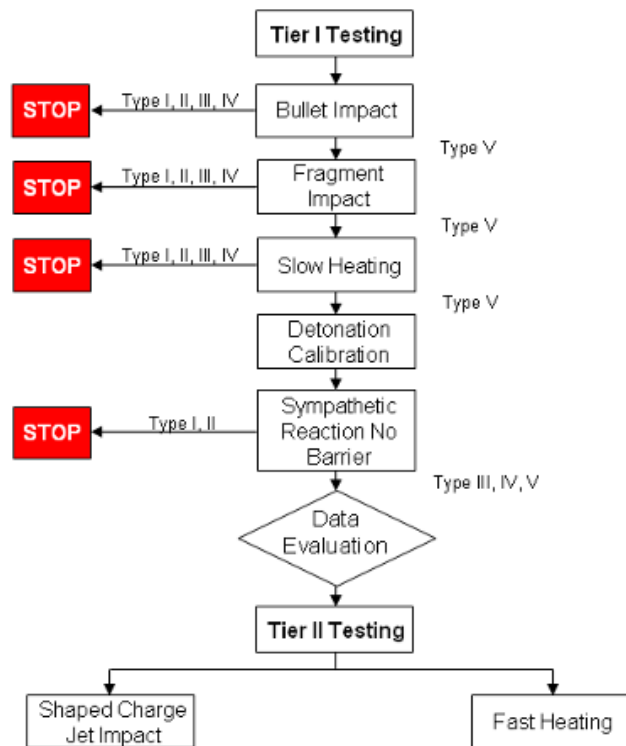 Tier I Testing
STOP
Type I, II, III, IV
Bullet Impact
Type V
STOP
Type I, II, III, IV
Fragment
Impact
Type V
STOP
Type I, II, III, IV
Slow Heating
Type V
Detonation
Calibration
STOP
Type I, II
Sympathetic
Reaction No
Barrier
Type III, IV, V
Data
Evaluation
Tier II Testing
Shaped Charge
Jet Impact
Fast Heating